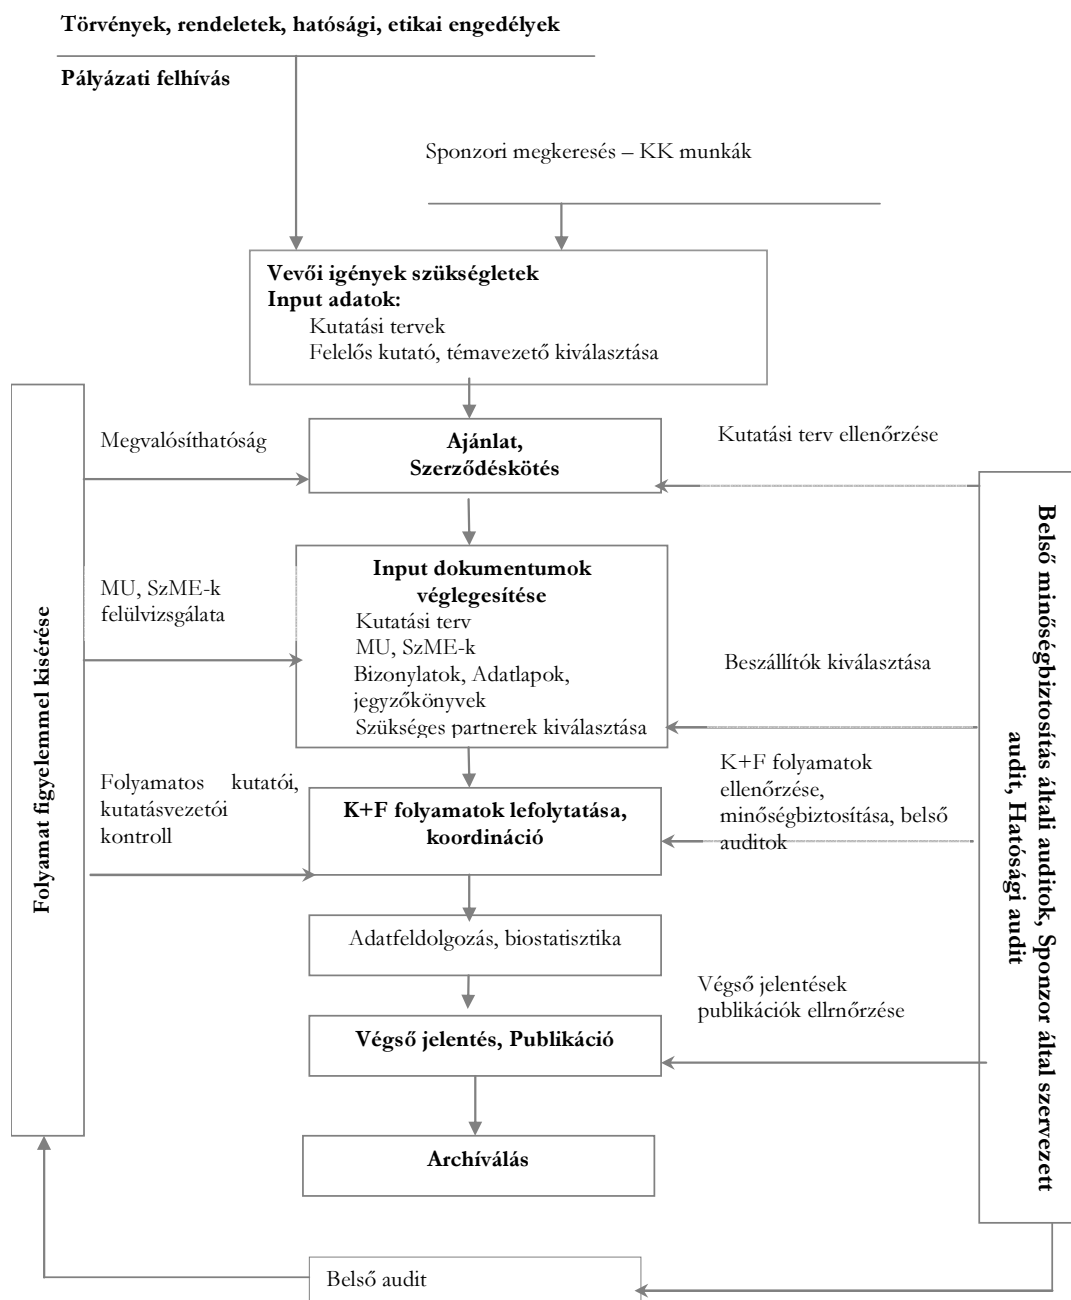 Törvények, rendeletek, hatósági, etikai engedélyek
Pályázati felhívás
Sponzori megkeresés – KK munkák
Vevői igények szükségletek
Input adatok:
Kutatási tervek
Felelős kutató, témavezető kiválasztása
Megvalósíthatóság
Ajánlat,
Szerződéskötés
Kutatási terv ellenőrzése
MU, SzME-k
felülvizsgálata
Input dokumentumok
véglegesítése
Kutatási terv
MU, SzME-k
Bizonylatok, Adatlapok,
jegyzőkönyvek
Szükséges partnerek kiválasztása
Beszállítók kiválasztása
Folyamatos kutatói,
kutatásvezetói
kontroll
K+F folyamatok lefolytatása,
koordináció
K+F folyamatok
ellenőrzése,
minőségbiztosítása, belső
auditok
Adatfeldolgozás, biostatisztika
Végső jelentés, Publikáció
Végső jelentések
publikációk ellrnőrzése
Archíválás
Belső audit
Folyamat figyelemmel kisérése
Belső minőségbiztosítás általi auditok, Sponzor által szervezett
audit, Hatósági audit